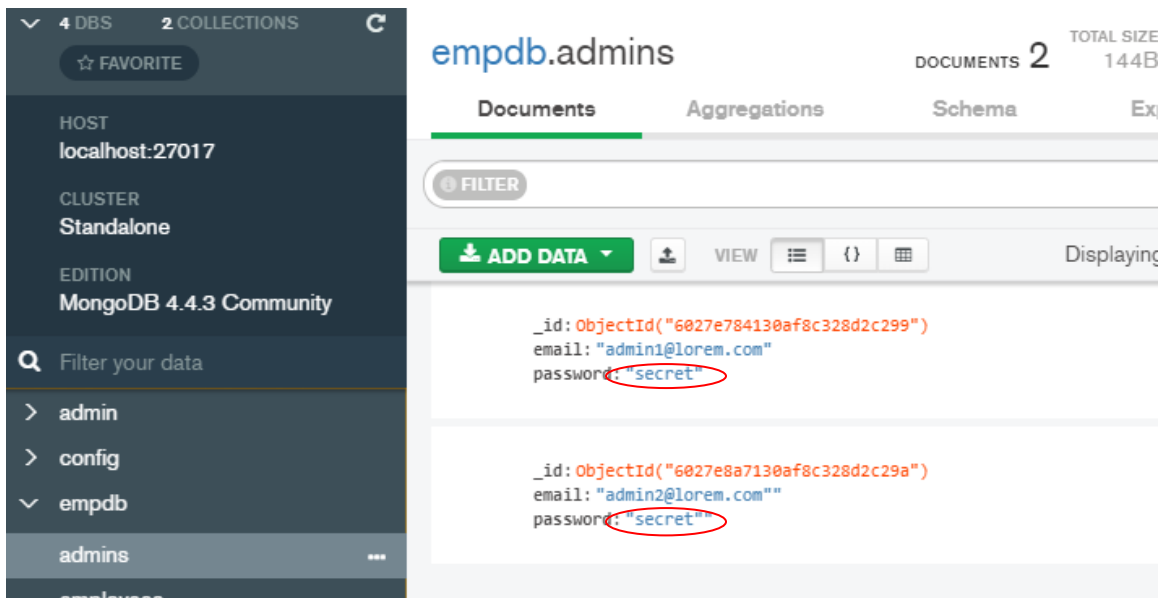 4 DBS 2 COLLECTIONS
☆ FAVORITE
HOST
localhost:27017
CLUSTER
Standalone
EDITION
MongoDB 4.4.3 Community
Filter your data
admin
config
empdb
admins
employees
empdb.admins
DOCUMENTS 2
TOTAL SIZE
144B
Documents Aggregations Schema Exp
FILTER
ADD DATA VIEW {} Displaying
_id: ObjectId("6027e784130af8c328d2c299")
email: "admin1@lorem.com"
password: "secret"
_id: ObjectId("6027e8a7130af8c328d2c29a")
email: "admin2@lorem.com""
password: "secret""